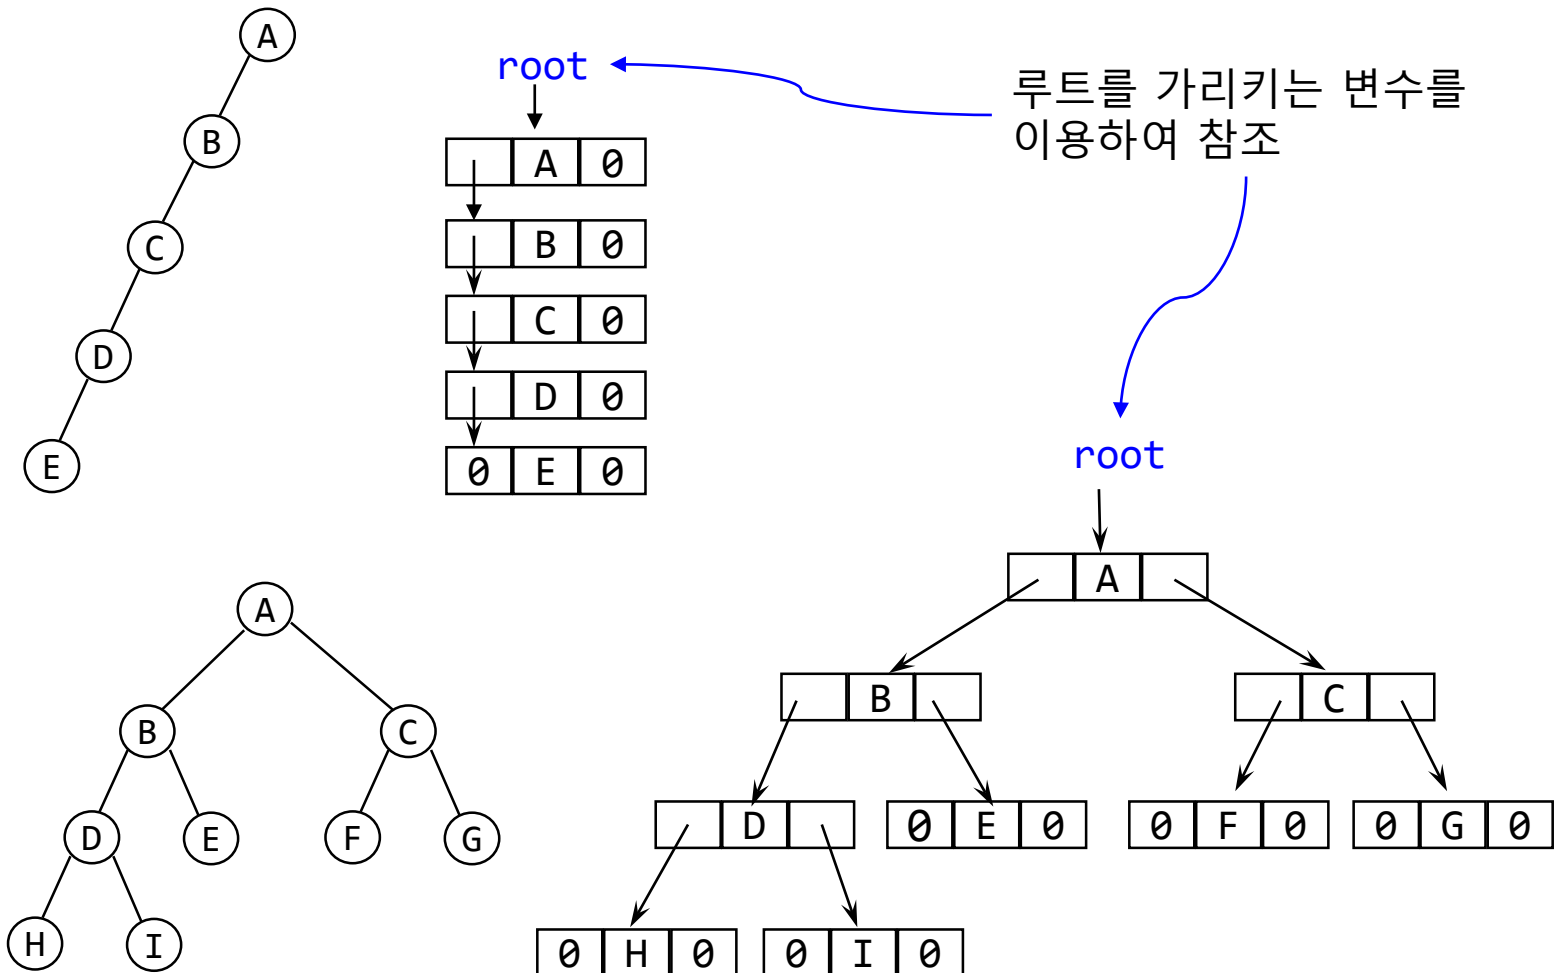 A
B
C
D
E
root
A 0
B 0
C 0
D 0
0 E 0
루트를 가리키는 변수를
이용하여 참조
A
B C
D E F G
H I
root
A
B C
D 0 E 0 0 F 0 0 G 0
0 H 0 0 I 0